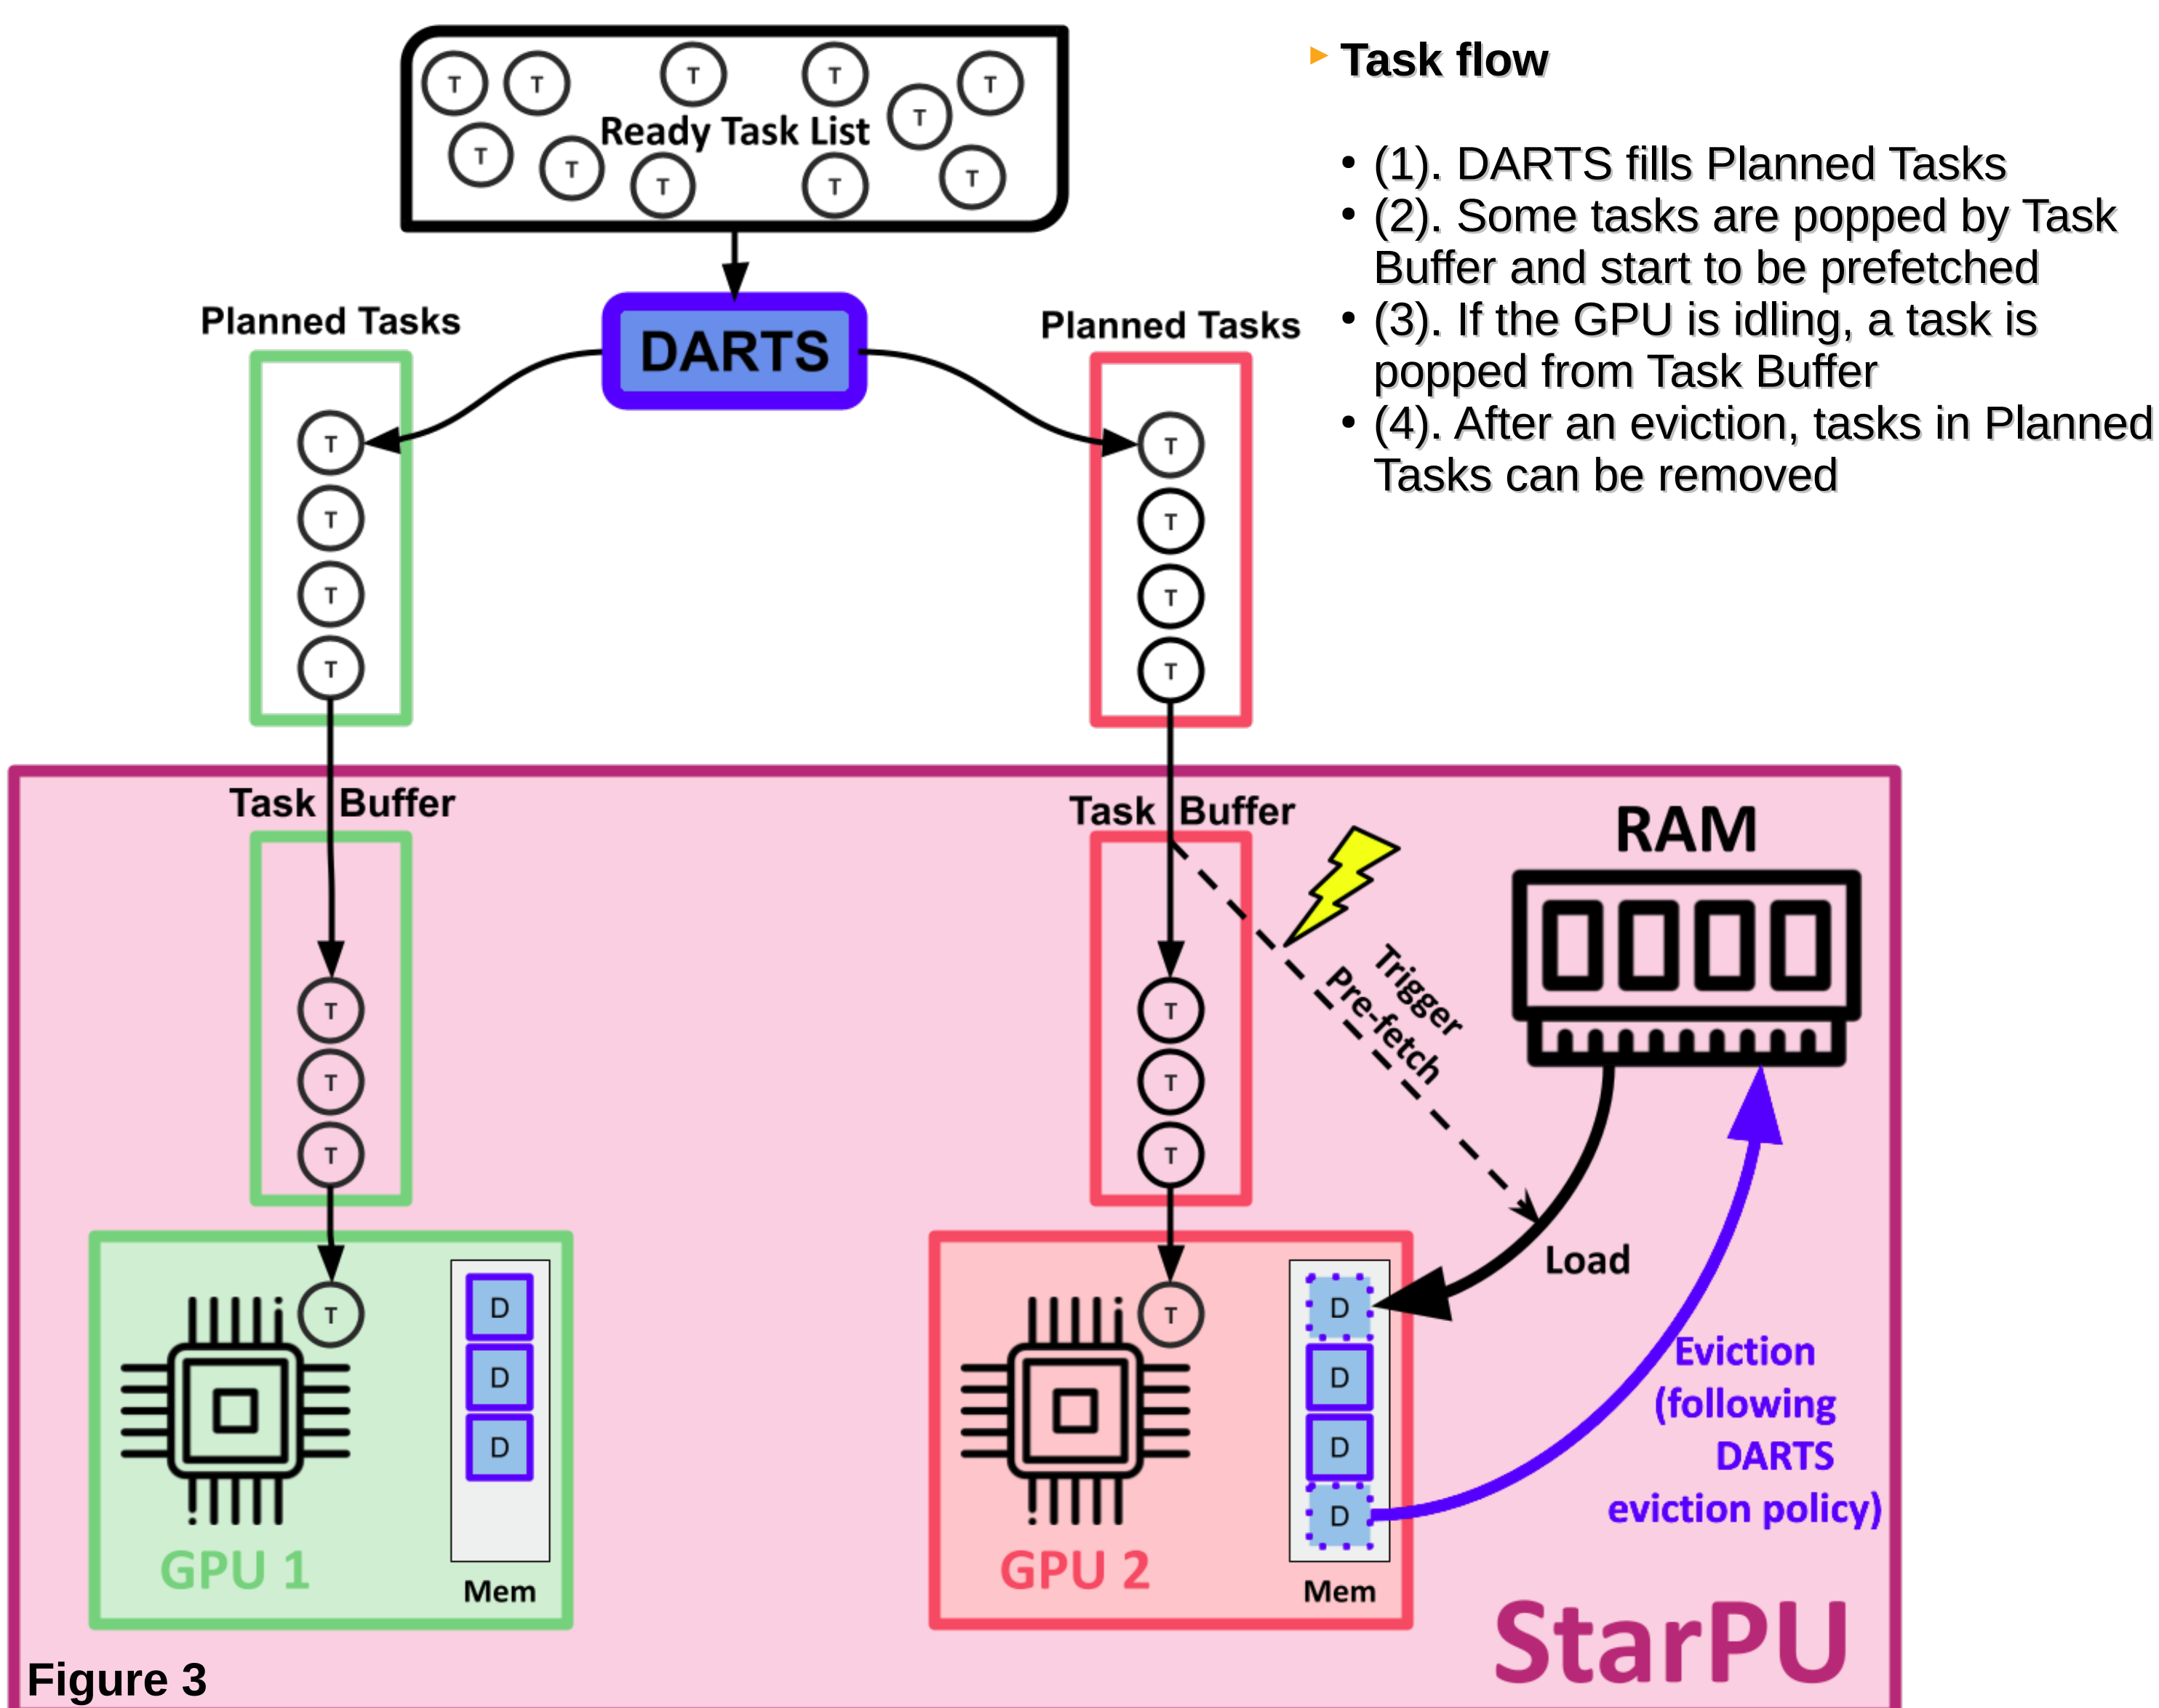 T T T T T T
Ready Task List
T T T T T
Task flow
(1). DARTS fills Planned Tasks
(2). Some tasks are popped by Task
Buffer and start to be prefetched
(3). If the GPU is idling, a task is
popped from Task Buffer
(4). After an eviction, tasks in Planned
Tasks can be removed
Planned Tasks
DARTS
Planned Tasks
T
T
T
T
T
T
T
T
Task Buffer
Task Buffer
RAM
T
T
T
T
T
T
Trigger
Pre-fetch
Load
T
D
D
D
GPU 1
Mem
T
D
D
D
D
GPU 2
Mem
Eviction
(following
DARTS
eviction policy)
StarPU
Figure 3